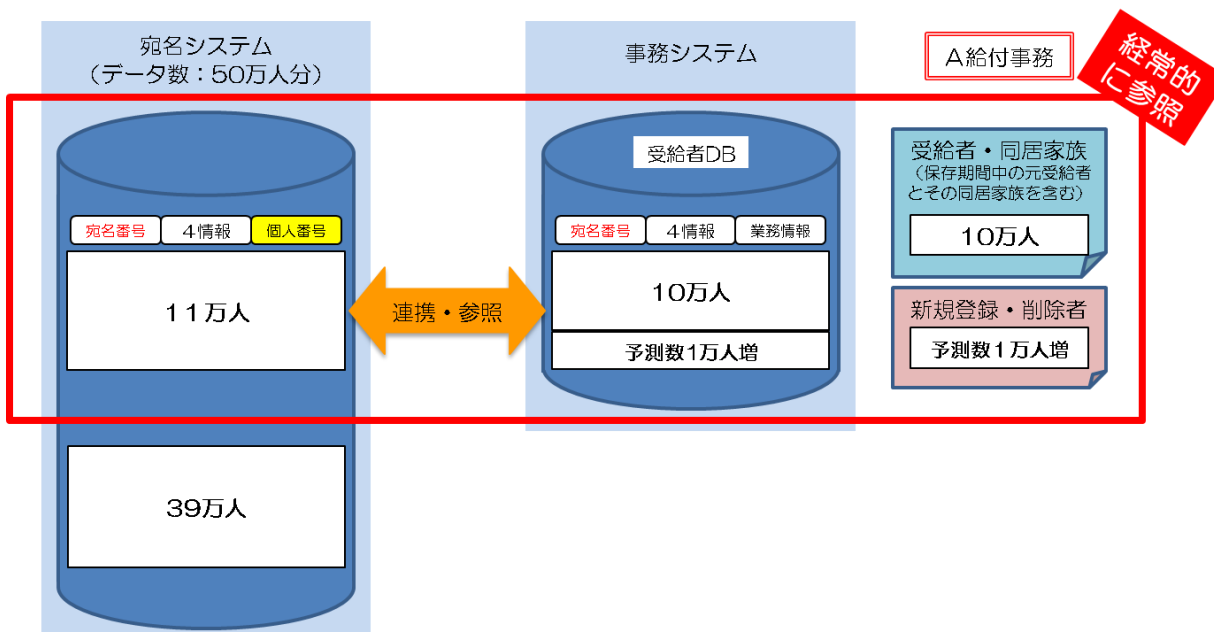 宛名システム
（データ数：50万人分）
事務システム
A給付事務
経常的
に参照
受給者DB
受給者・同居家族
（保存期間中の元受給者
とその同居家族を含む）
10万人
宛名番号
4情報
個人番号
宛名番号
4情報
業務情報
11万人
連携・参照
10万人
予測数1万人増
新規登録・削除者
予測数1万人増
39万人